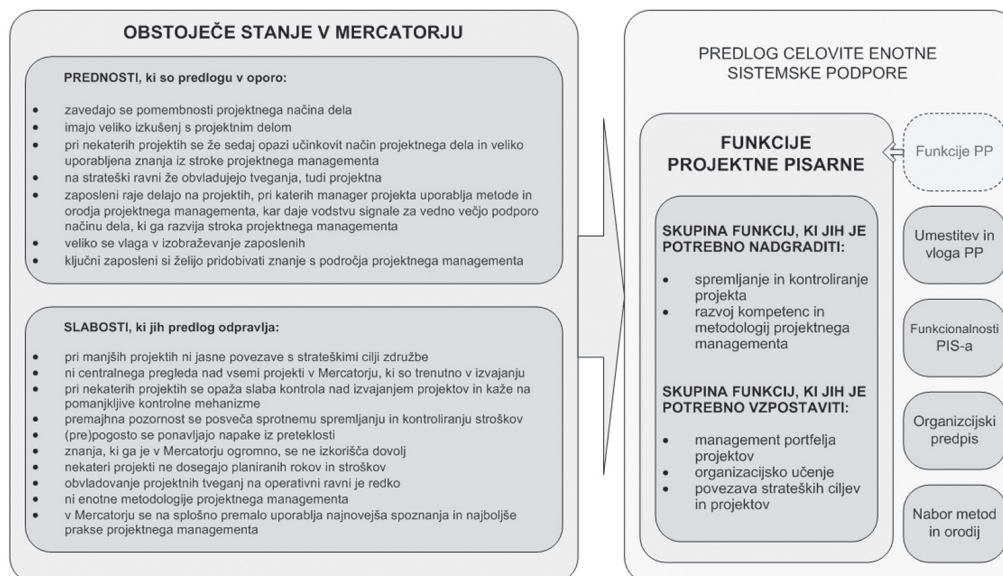 OBSTOJEČE STANJE V MERCATORJU
PREDNOSTI, ki so predlogu v oporo:
• zavedajo se pomembnosti projektnega načina dela
• imajo veliko izkušenj s projektnim delom
• pri nekaterih projektih se že sedaj opazi učinkovit način projektnega dela in veliko
uporabljena znanja iz stroke projektnega managementa
• na strateški ravni že obvladujejo tveganja, tudi projektna
• zaposleni raje delajo na projektih, pri katerih manager projekta uporablja metode in
orodja projektnega managementa, kar daje vodstvu signale za vedno večjo podporo
načinu dela, ki ga razvija stroka projektnega managementa
• veliko se vlaga v izobraževanje zaposlenih
• ključni zaposleni si želijo pridobivati znanje s področja projektnega managementa
SLABOSTI, ki jih predlog odpravlja:
• pri manjših projektih ni jasne povezave s strateškimi cilji združbe
• ni centralnega pregleda nad vsemi projekti v Mercatorju, ki so trenutno v izvajanju
• pri nekaterih projektih se opaža slaba kontrola nad izvajanjem projektov in kaže na
pomanjkljive kontrolne mehanizme
• premajhna pozornost se posveča sprotnemu spremljanju in kontroliranju stroškov
• (pre)pogosto se ponavljajo napake iz preteklosti
• znanja, ki ga je v Mercatorju ogromno, se ne izkorišča dovolj
• nekateri projekti ne dosegajo planiranih rokov in stroškov
• obvladovanje projektnih tveganj na operativni ravni je redko
• ni enotne metodologije projektnega managementa
• v Mercatorju se na splošno premalo uporablja najnovejša spoznanja in najboljše
prakse projektnega managementa
PREDLOG CELOVITE ENOTNE
SISTEMSKE PODPORE
FUNKCIJE
PROJEKTNE PISARNE
SKUPINA FUNKCIJ, KI JIH JE
POTREBNO NADGRADITI:
• spremljanje in kontroliranje
projekta
• razvoj kompetenc in
metodologij projektnega
managementa
SKUPINA FUNKCIJ, KI JIH JE
POTREBNO VZPOSTAVITI:
• management portfelja
projektov
• organizacijsko učenje
• povezava strateških ciljev
in projektov
Funkcije PP
Umestitev in
vloga PP
Funkcionalnosti
PIS-a
Organizcijski
predpis
Nabor metod
in orodij